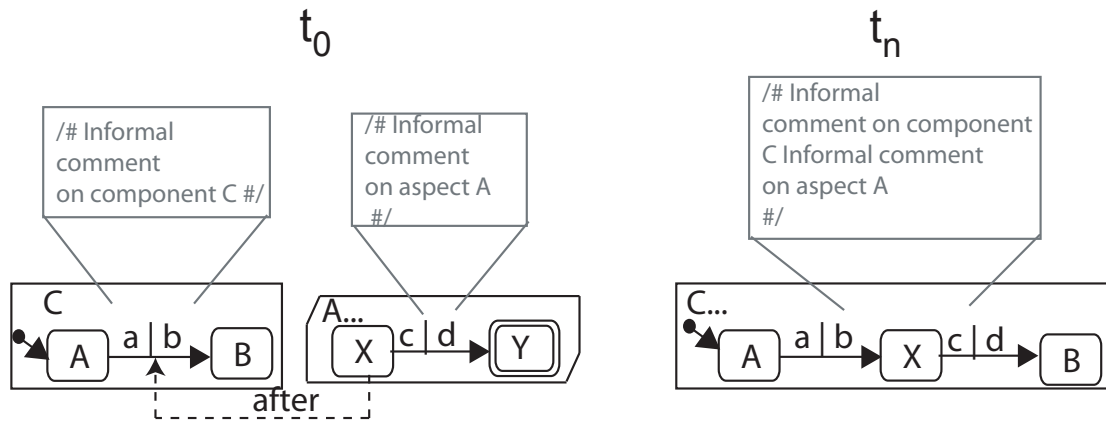 t0
tn
/# Informal
comment
on component C #/
/# Informal
comment
on aspect A
#/
/# Informal
comment on component
C Informal comment
on aspect A
#/
C
A
a
b
B
A...
X
c
d
Y
after
C...
A
a
b
X
c
d
B